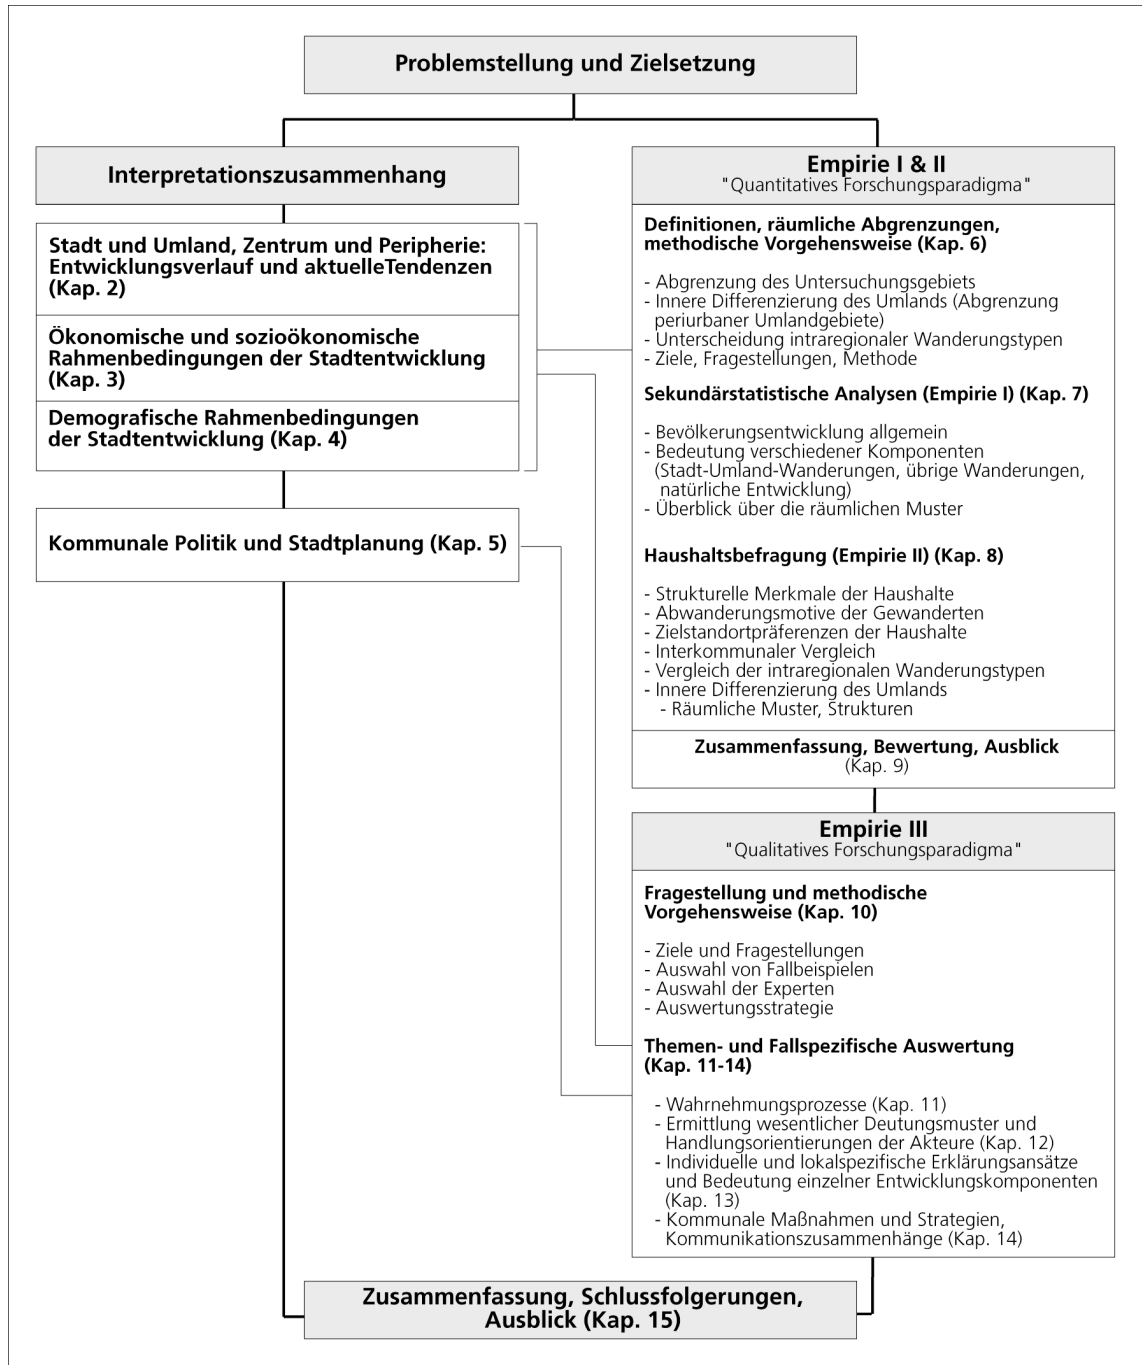 Problemstellung und Zielsetzung
Interpretationszusammenhang
Stadt und Umland, Zentrum und Peripherie:
Entwicklungsverlauf und aktuelleTendenzen
(Kap. 2)
Ökonomische und sozioökonomische
Rahmenbedingungen der Stadtentwicklung
(Kap. 3)
Demografische Rahmenbedingungen
der Stadtentwicklung (Kap. 4)
Kommunale Politik und Stadtplanung (Kap. 5)
Empirie I & II
"Quantitatives Forschungsparadigma"
Definitionen, räumliche Abgrenzungen,
methodische Vorgehensweise (Kap. 6)
- Abgrenzung des Untersuchungsgebiets
- Innere Differenzierung des Umlands (Abgrenzung
periurbaner Umlandgebiete)
- Unterscheidung intraregionaler Wanderungstypen
- Ziele, Fragestellungen, Methode
Sekundärstatistische Analysen (Empirie I) (Kap. 7)
- Bevölkerungsentwicklung allgemein
- Bedeutung verschiedener Komponenten
(Stadt-Umland-Wanderungen, übrige Wanderungen,
natürliche Entwicklung)
- Überblick über die räumlichen Muster
Haushaltsbefragung (Empirie II) (Kap. 8)
- Strukturelle Merkmale der Haushalte
- Abwanderungsmotive der Gewanderten
- Zielstandortpräferenzen der Haushalte
- Interkommunaler Vergleich
- Vergleich der intraregionalen Wanderungstypen
- Innere Differenzierung des Umlands
- Räumliche Muster, Strukturen
Zusammenfassung, Bewertung, Ausblick
(Kap. 9)
Empirie III
"Qualitatives Forschungsparadigma"
Fragestellung und methodische
Vorgehensweise (Kap. 10)
- Ziele und Fragestellungen
- Auswahl von Fallbeispielen
- Auswahl der Experten
- Auswertungsstrategie
Themen- und Fallspezifische Auswertung
(Kap. 11-14)
- Wahrnehmungsprozesse (Kap. 11)
- Ermittlung wesentlicher Deutungsmuster und
Handlungsorientierungen der Akteure (Kap. 12)
- Individuelle und lokalspezifische Erklärungsansätze
und Bedeutung einzelner Entwicklungskomponenten
(Kap. 13)
- Kommunale Maßnahmen und Strategien,
Kommunikationszusammenhänge (Kap. 14)
Zusammenfassung, Schlussfolgerungen,
Ausblick (Kap. 15)